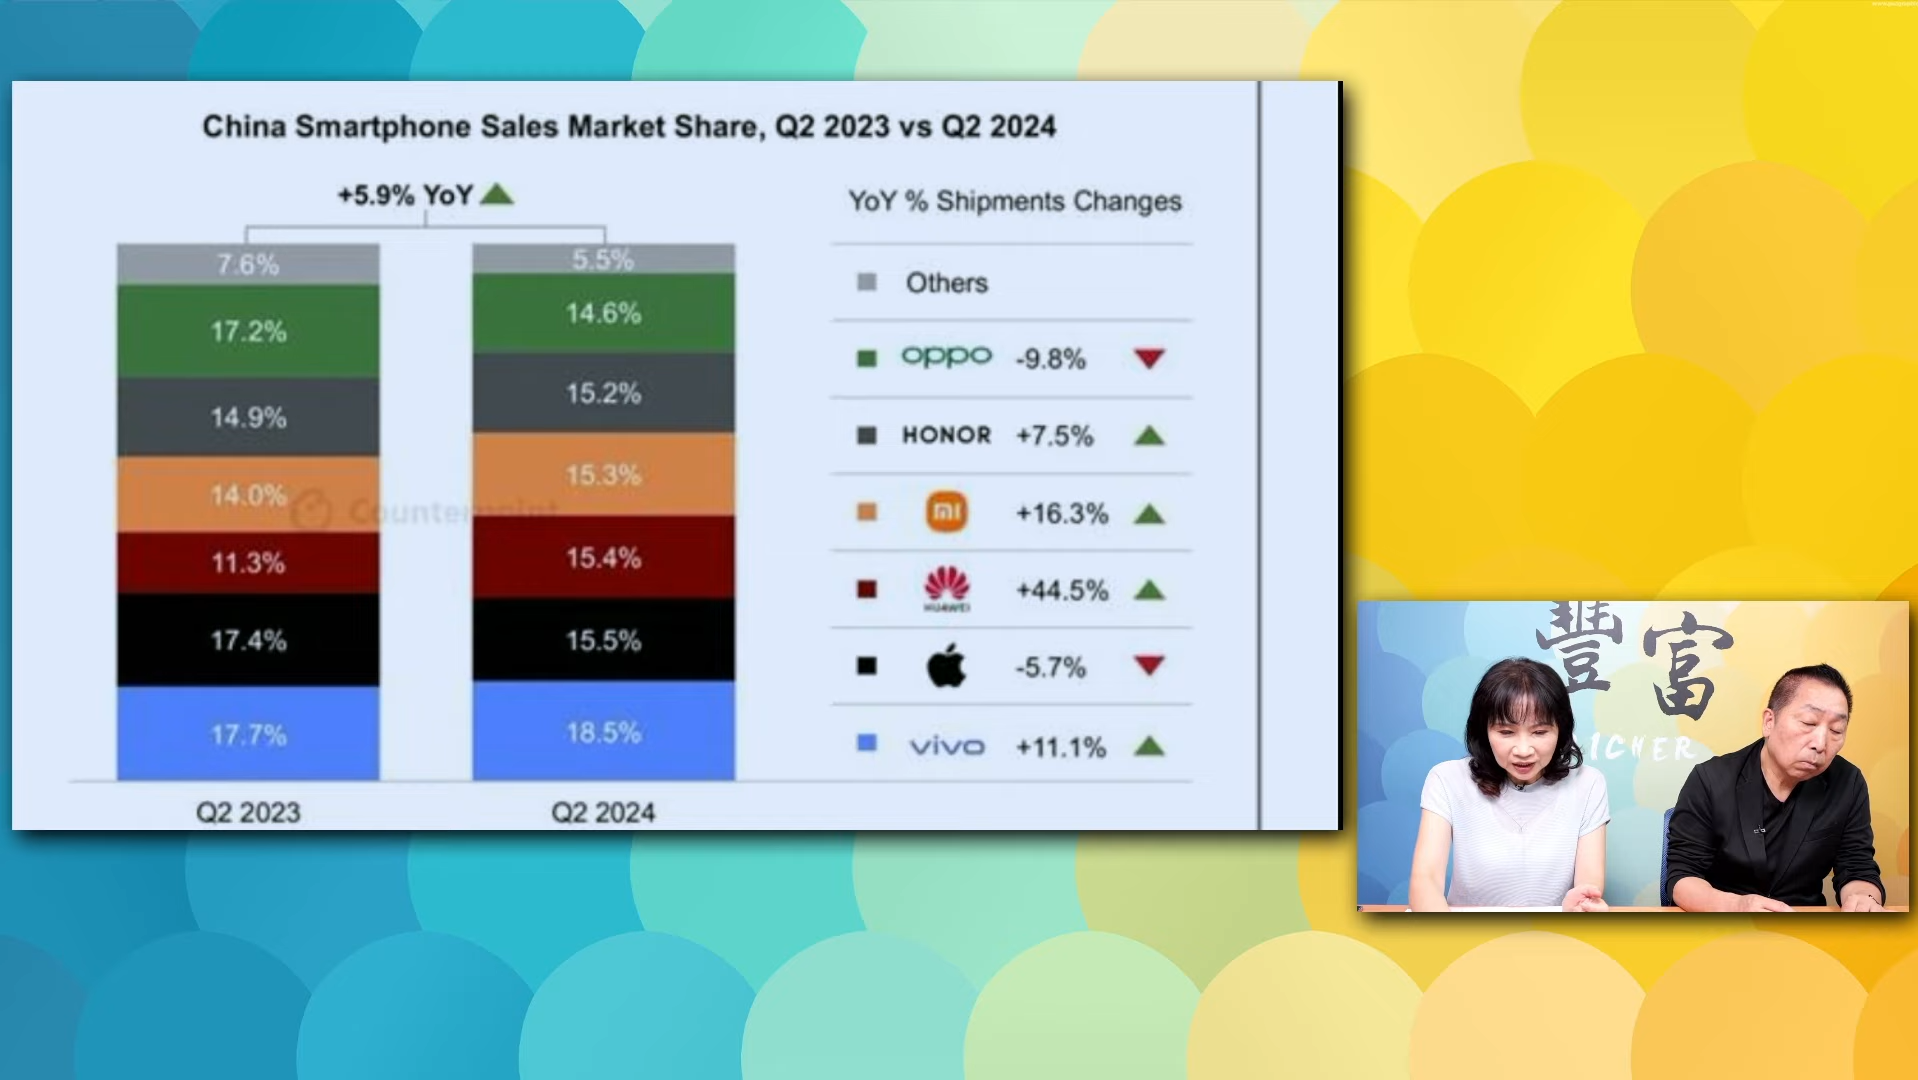 China Smartphone Sales Market Share, Q2 2023 vs Q2 2024
+5.9% YoY
7.6%
17.2%
14.9%
14.0%
11.3%
17.4%
17.7%
Q2 2023
5.5%
14.6%
15.2%
15.3%
15.4%
15.5%
18.5%
Q2 2024
Counterpoint
YoY % Shipments Changes
Others
oppo -9.8%
HONOR +7.5%
mi +16.3%
HUAWEI +44.5%
-5.7%
vivo +11.1%
豐富
ICHER